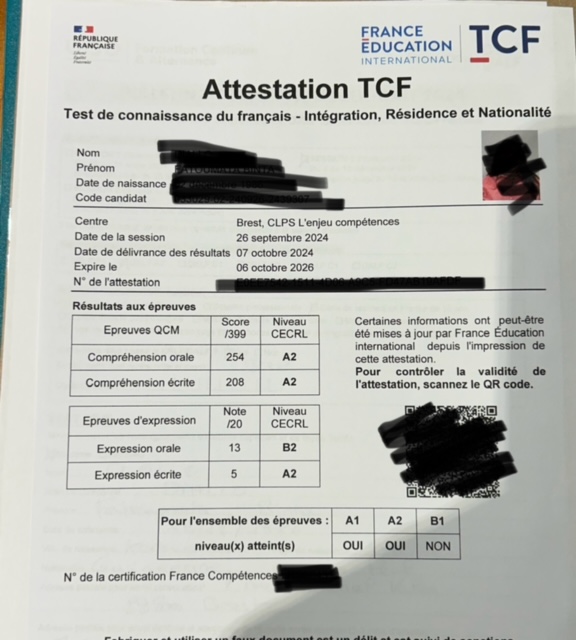 RÉPUBLIQUE
FRANÇAISE
Liberté
Égalité
Fraternité
FRANCE
ÉDUCATION
INTERNATIONAL
TCF
Attestation TCF
Test de connaissance du français - Intégration, Résidence et Nationalité
Nom
Prénom
Date de naissance
Code candidat
Centre Brest, CLPS L'enjeu compétences
Date de la session 26 septembre 2024
Date de délivrance des résultats 07 octobre 2024
Expire le 06 octobre 2026
N° de l'attestation
Résultats aux épreuves
Epreuves QCM Score /399 Niveau CECRL
Compréhension orale 254 A2
Compréhension écrite 208 A2
Certaines informations ont peut-être
été mises à jour par France Éducation
international depuis l'impression de
cette attestation.
Pour contrôler la validité de
l'attestation, scannez le QR code.
Epreuves d'expression Note /20 Niveau CECRL
Expression orale 13 B2
Expression écrite 5 A2
Pour l'ensemble des épreuves : A1 A2 B1
niveau(x) atteint(s) OUI OUI NON
N° de la certification France Compétences